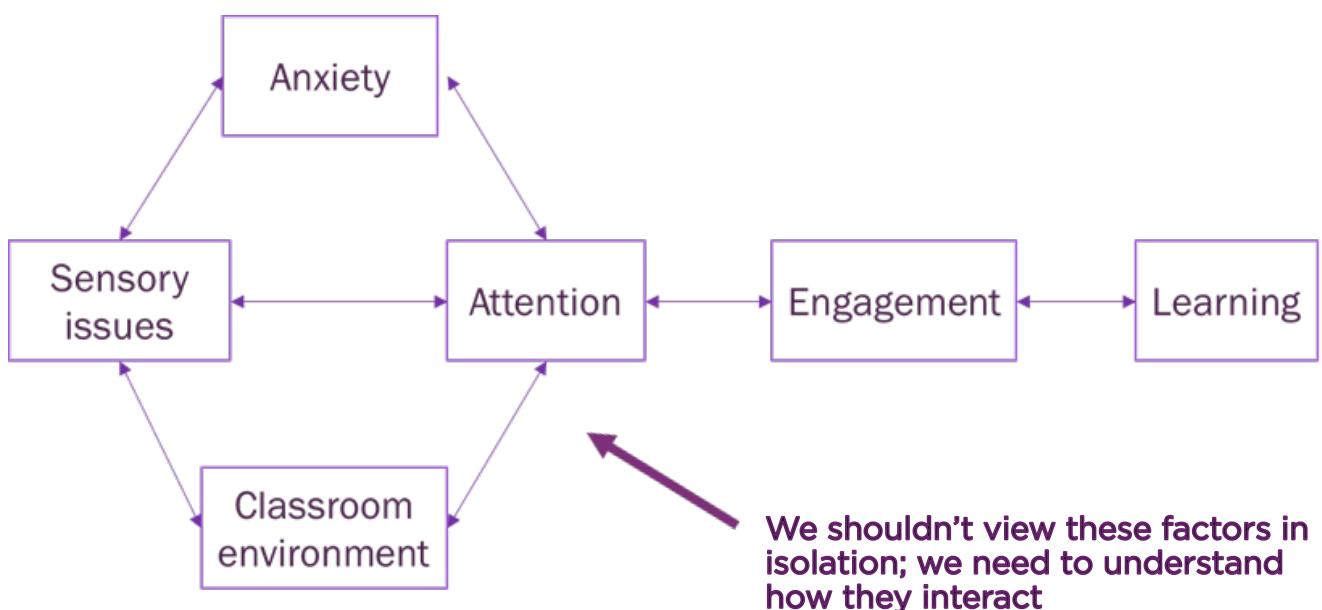 Anxiety
Sensory
issues
Attention
Engagement
Learning
Classroom
environment
We shouldn’t view these factors in
isolation; we need to understand
how they interact